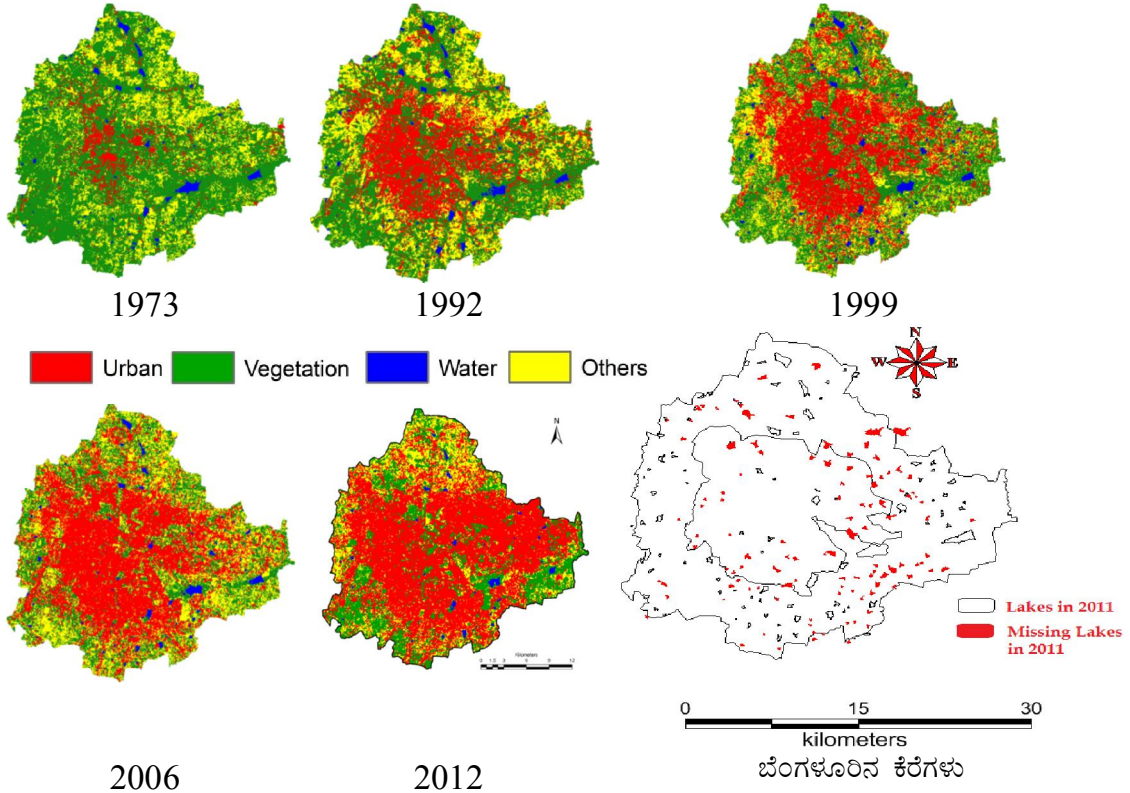 1973
1992
1999
Urban
Vegetation
Water
Others
N
W E
S
N
Lakes in 2011
Missing Lakes
in 2011
Kilometers
0 15 30
kilometers
ಬೆಂಗಳೂರಿನ ಕೆರೆಗಳು
2006
2012